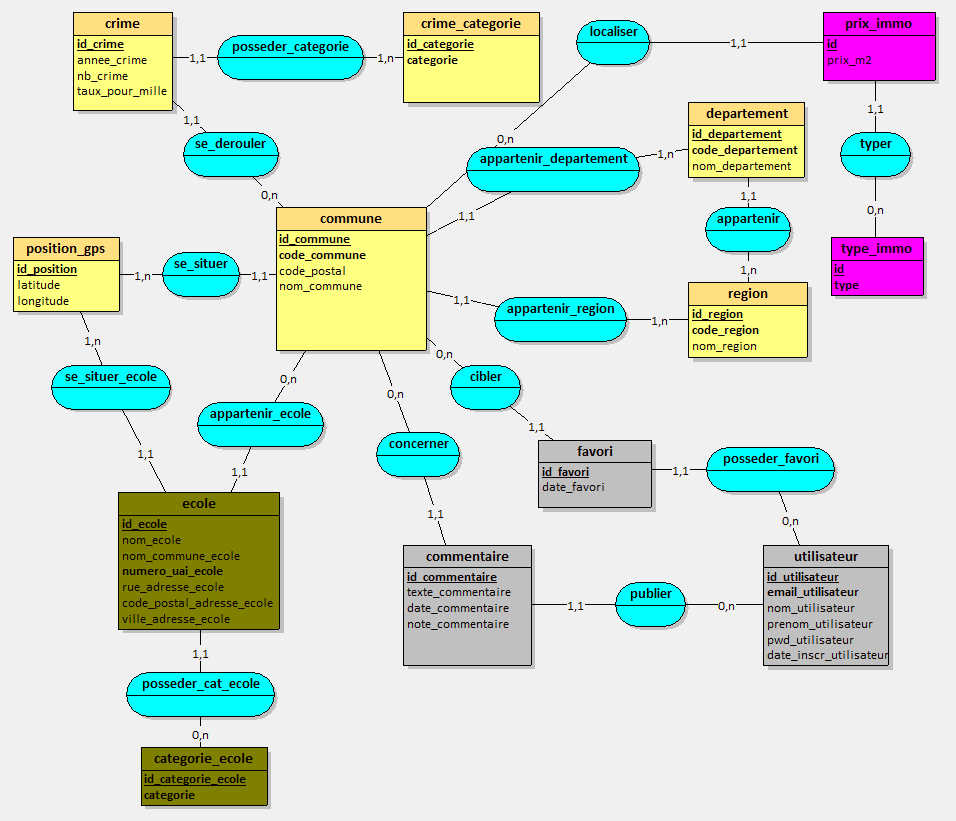 crime
id_crime
annee_crime
nb_crime
taux_pour_mille
1,1
posseder_categorie
1,n
crime_categorie
id_categorie
categorie
localiser
1,1
prix_immo
id
prix_m2
1,1
se_derouler
0,n
0,n
appartenir_departement
1,n
1,1
departement
id_departement
code_departement
nom_departement
1,1
typer
0,n
type_immo
id
type
1,1
appartenir
1,n
commune
id_commune
code_commune
code_postal
nom_commune
position_gps
id_position
latitude
longitude
1,n
se_situer
1,1
1,1
appartenir_region
1,n
region
id_region
code_region
nom_region
1,n
se_situer_ecole
1,1
0,n
appartenir_ecole
1,1
0,n
concerner
1,1
0,n
cibler
1,1
favori
id_favori
date_favori
1,1
posseder_favori
0,n
ecole
id_ecole
nom_ecole
nom_commune_ecole
numero_uai_ecole
rue_adresse_ecole
code_postal_adresse_ecole
ville_adresse_ecole
commentaire
id_commentaire
texte_commentaire
date_commentaire
note_commentaire
1,1
publier
0,n
utilisateur
id_utilisateur
email_utilisateur
nom_utilisateur
prenom_utilisateur
pwd_utilisateur
date_inscr_utilisateur
1,1
posseder_cat_ecole
0,n
categorie_ecole
id_categorie_ecole
categorie